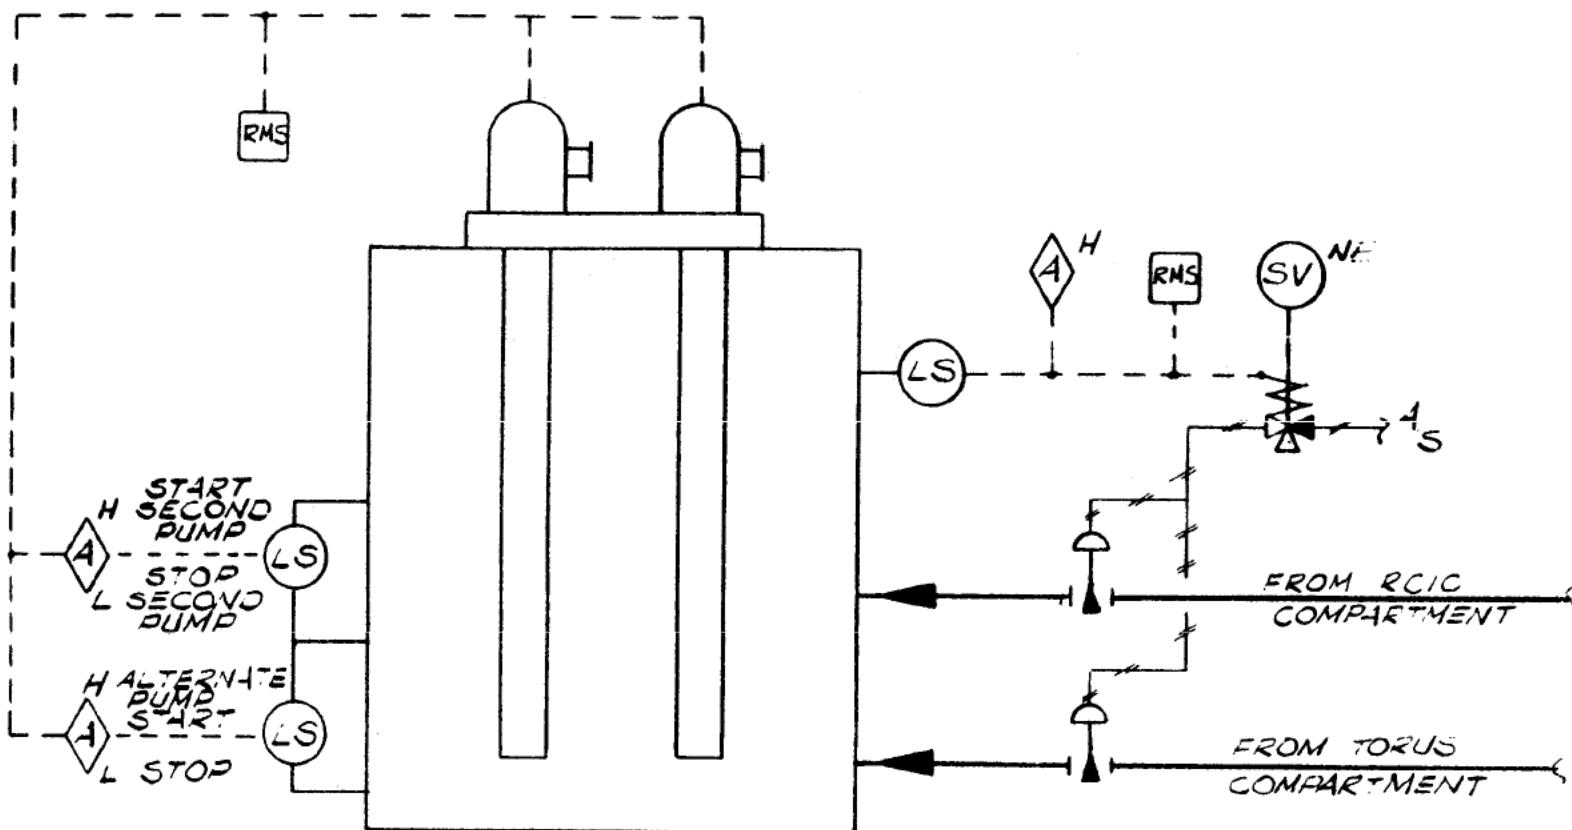 RMS
A H
RMS
SV
LS
A
S
H START
SECOND
PUMP
A
LS
STOP
L SECOND
PUMP
FROM RCIC
COMPARTMENT
H ALTERNATE
PUMP
START
A
LS
L STOP
FROM TORUS
COMPARTMENT